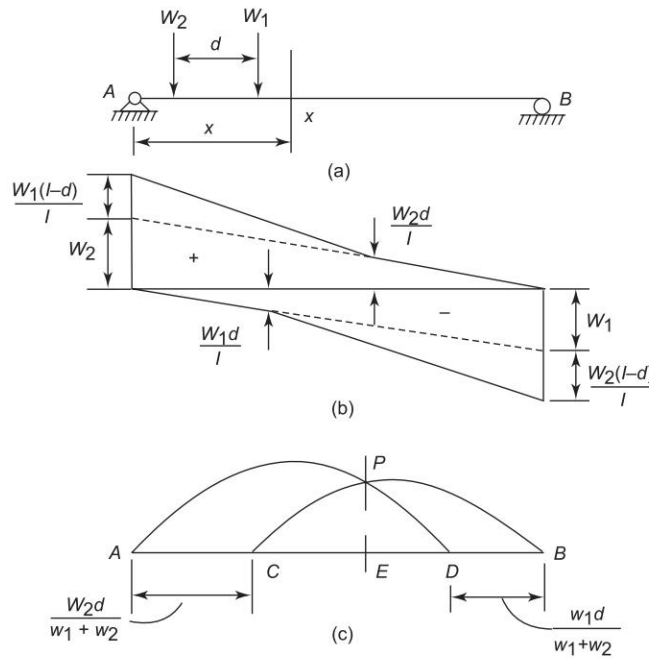 W2 W1
d
A B
x x
(a)
W1(l–d)
l
W2d
l
W2
+
–
W1
W1d
l
W2(l–d)
l
(b)
P
A B
C E D
W2d
w1 + w2
w1d
w1+w2
(c)